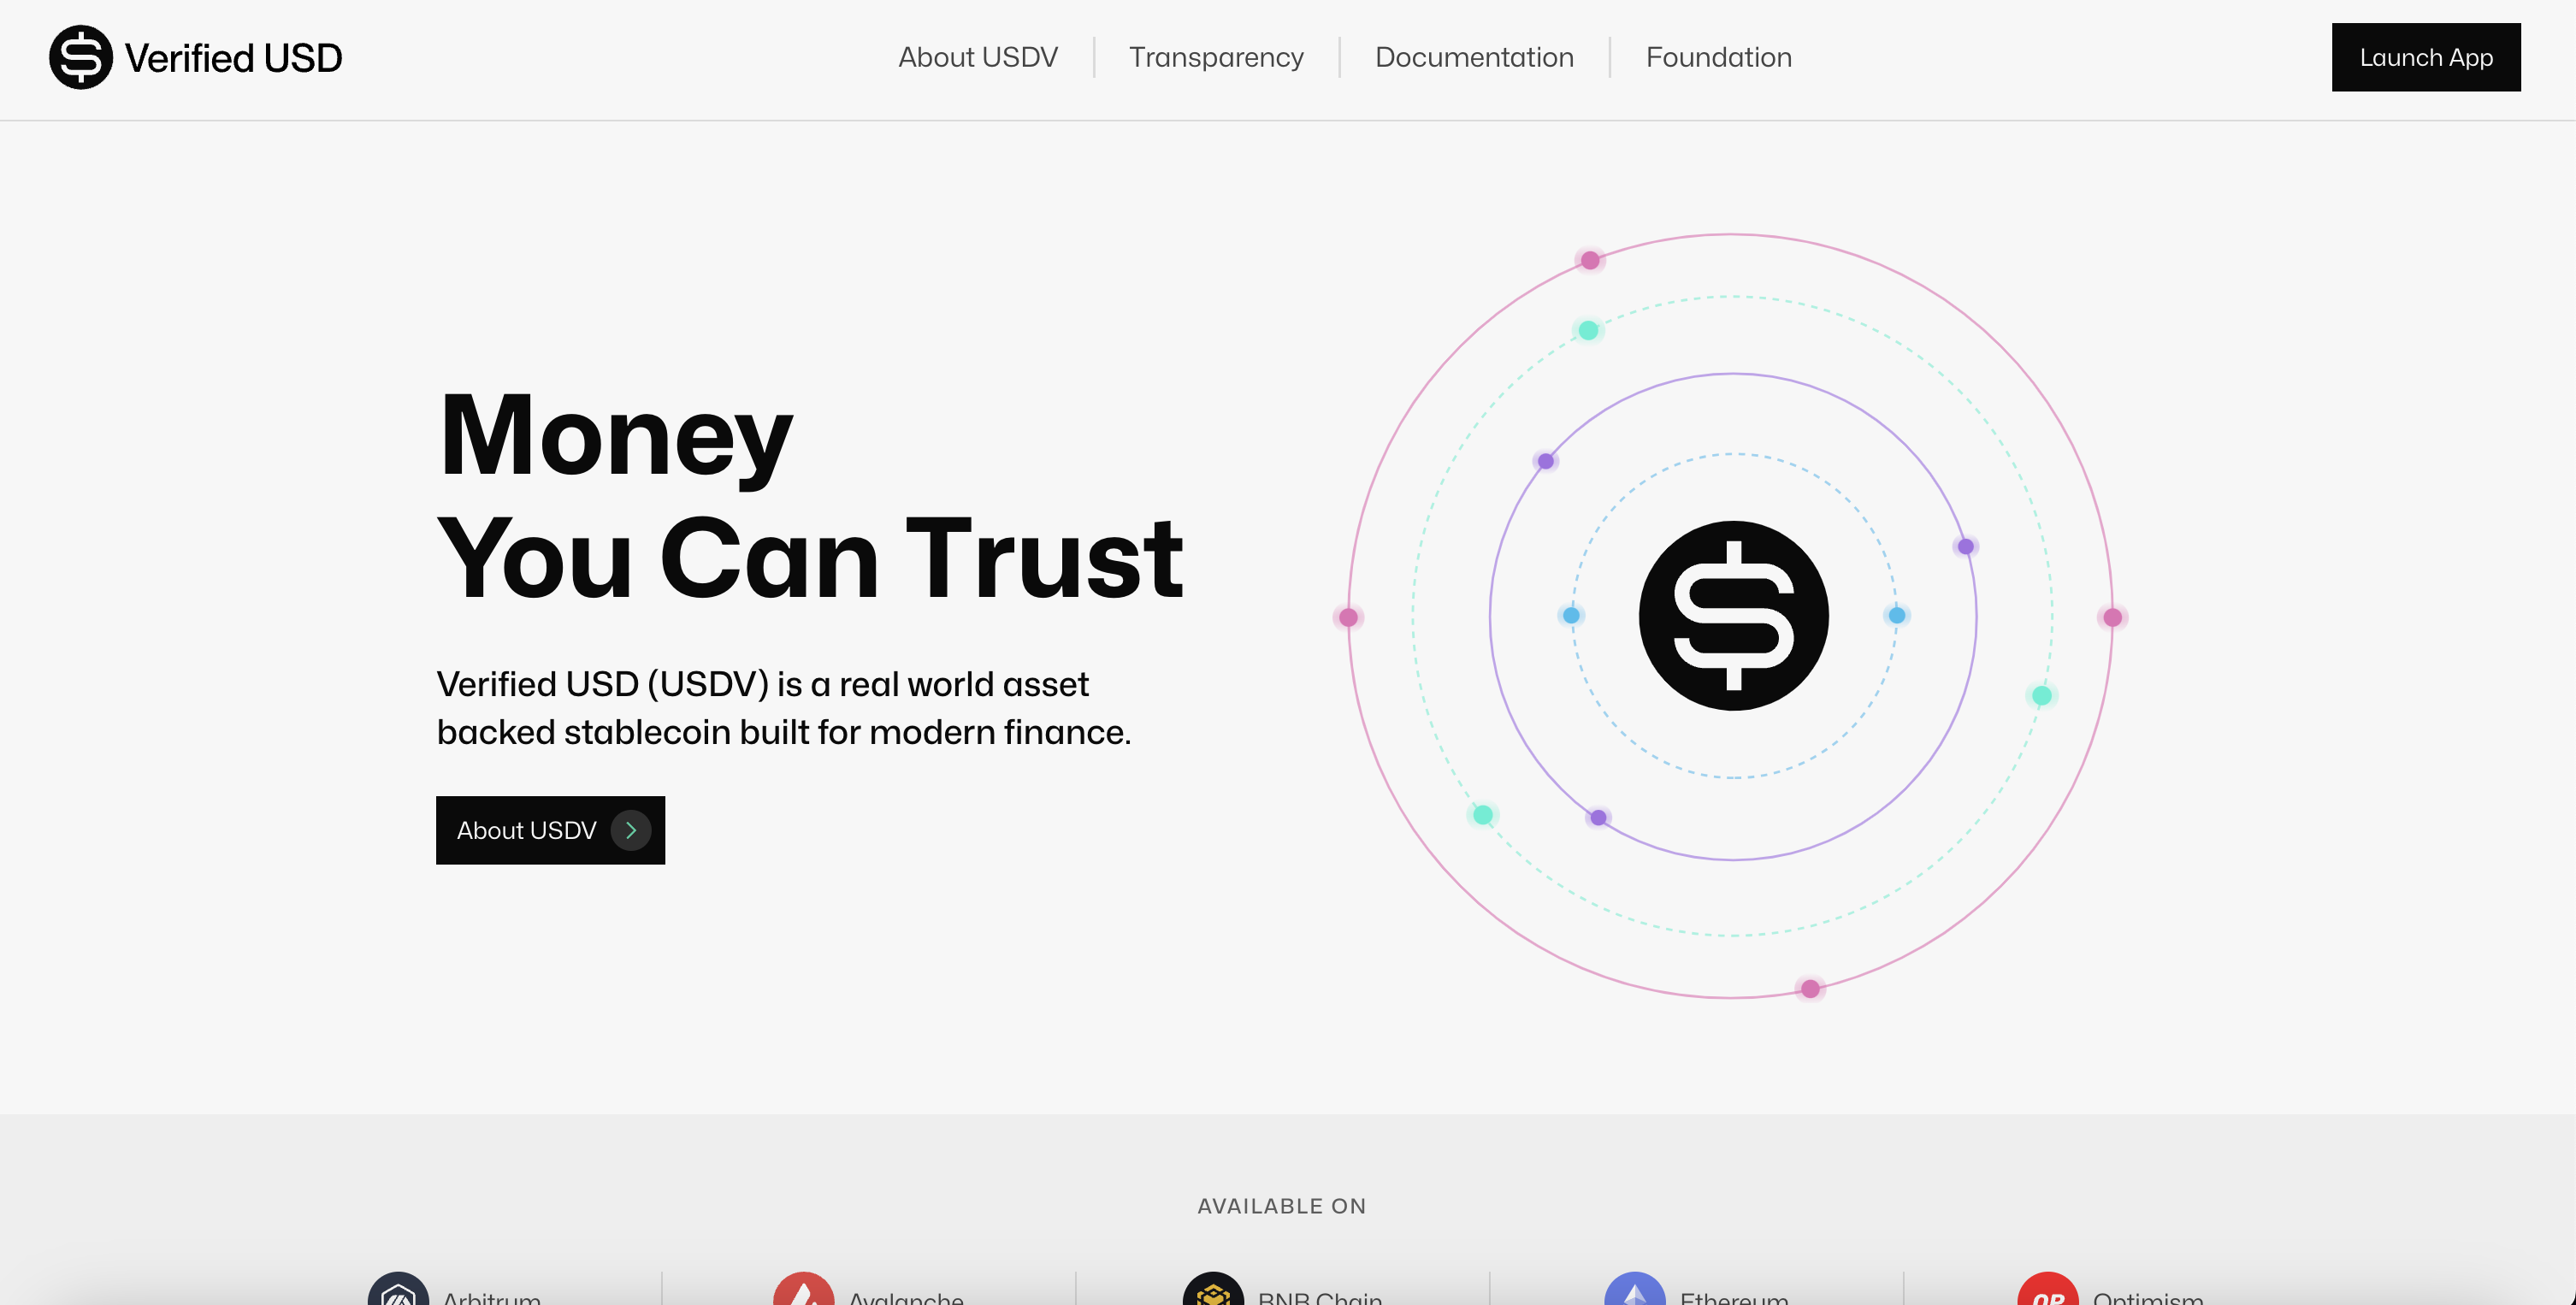 Verified USD
About USDV
Transparency
Documentation
Foundation
Launch App
Money
You Can Trust
Verified USD (USDV) is a real world asset
backed stablecoin built for modern finance.
About USDV
AVAILABLE ON
Arbitrum
Avalanche
BNB Chain
Ethereum
OP
Optimism